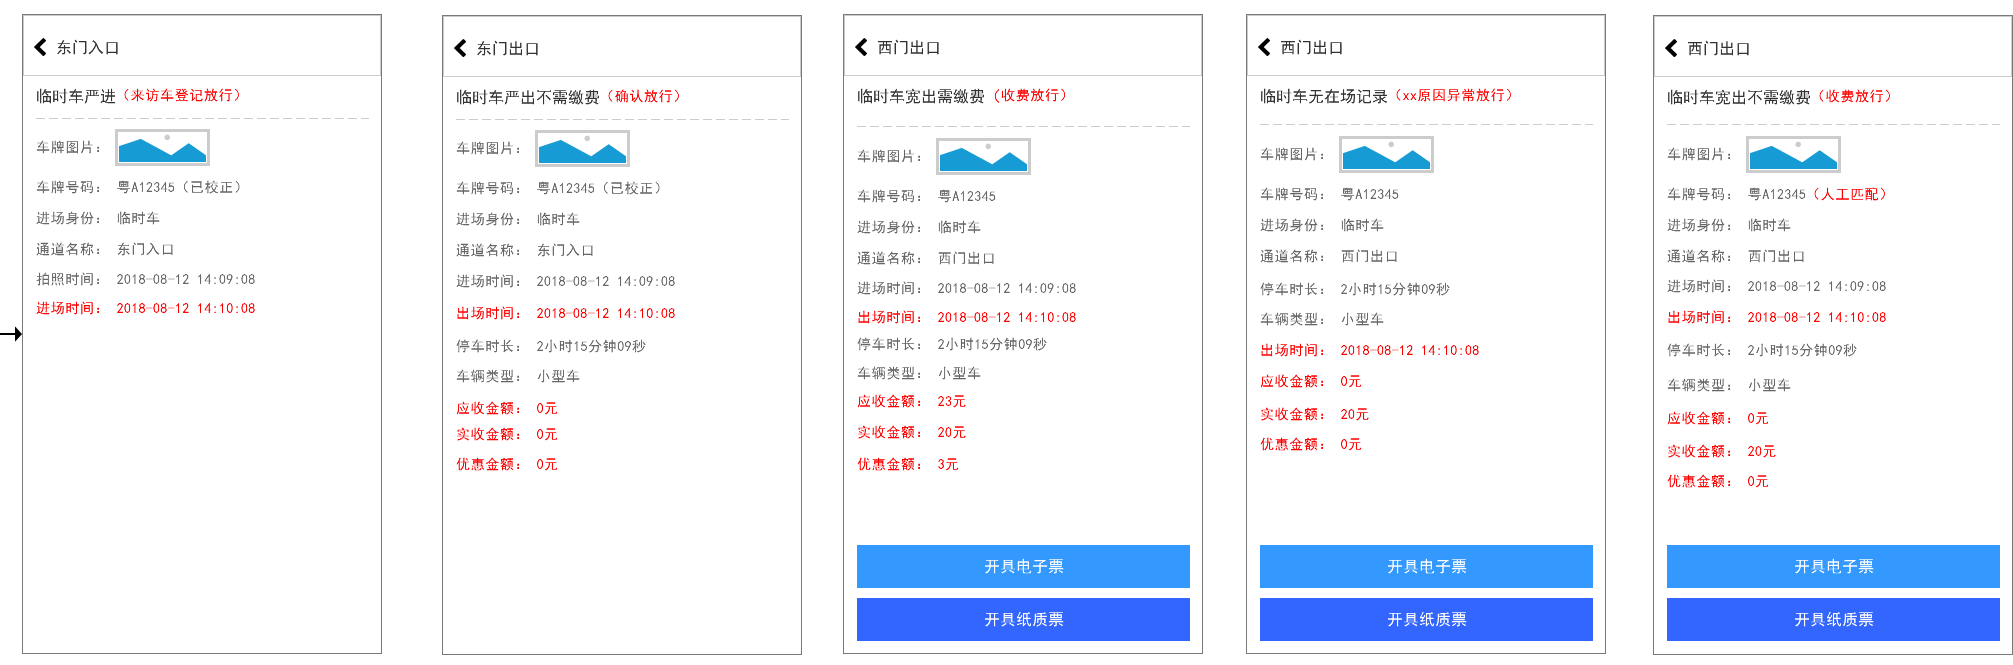 东门入口
临时车严进（来访车登记放行）
车牌图片：
车牌号码： 粤A12345（已校正）
进场身份： 临时车
通道名称： 东门入口
拍照时间： 2018-08-12 14:09:08
进场时间： 2018-08-12 14:10:08
东门出口
临时车严出不需缴费（确认放行）
车牌图片：
车牌号码： 粤A12345（已校正）
进场身份： 临时车
通道名称： 东门入口
进场时间： 2018-08-12 14:09:08
出场时间： 2018-08-12 14:10:08
停车时长： 2小时15分钟09秒
车辆类型： 小型车
应收金额： 0元
实收金额： 0元
优惠金额： 0元
西门出口
临时车宽出需缴费（收费放行）
车牌图片：
车牌号码： 粤A12345
进场身份： 临时车
通道名称： 西门出口
进场时间： 2018-08-12 14:09:08
出场时间： 2018-08-12 14:10:08
停车时长： 2小时15分钟09秒
车辆类型： 小型车
应收金额： 23元
实收金额： 20元
优惠金额： 3元
开具电子票
开具纸质票
西门出口
临时车无在场记录（xx原因异常放行）
车牌图片：
车牌号码： 粤A12345
进场身份： 临时车
通道名称： 西门出口
停车时长： 2小时15分钟09秒
车辆类型： 小型车
出场时间： 2018-08-12 14:10:08
应收金额： 0元
实收金额： 20元
优惠金额： 0元
开具电子票
开具纸质票
西门出口
临时车宽出不需缴费（收费放行）
车牌图片：
车牌号码： 粤A12345（人工匹配）
进场身份： 临时车
通道名称： 西门出口
进场时间： 2018-08-12 14:09:08
出场时间： 2018-08-12 14:10:08
停车时长： 2小时15分钟09秒
车辆类型： 小型车
应收金额： 0元
实收金额： 20元
优惠金额： 0元
开具电子票
开具纸质票